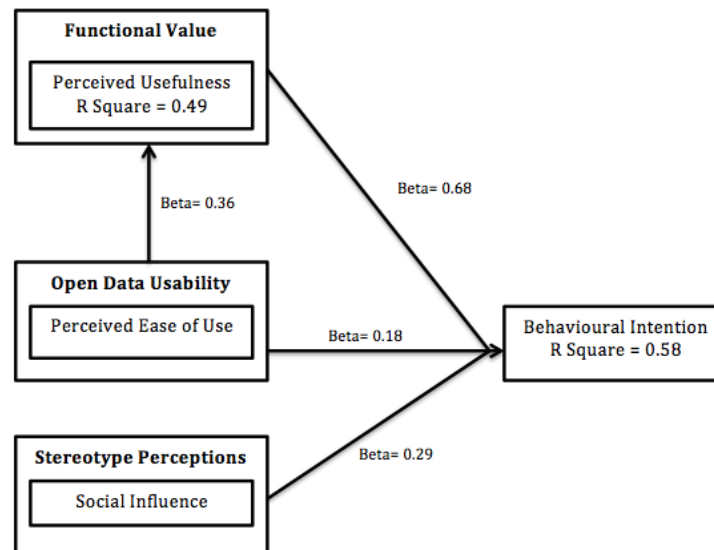 Functional Value
Perceived Usefulness
R Square = 0.49
Beta= 0.36
Beta= 0.68
Open Data Usability
Perceived Ease of Use
Beta= 0.18
Behavioural Intention
R Square = 0.58
Stereotype Perceptions
Social Influence
Beta= 0.29